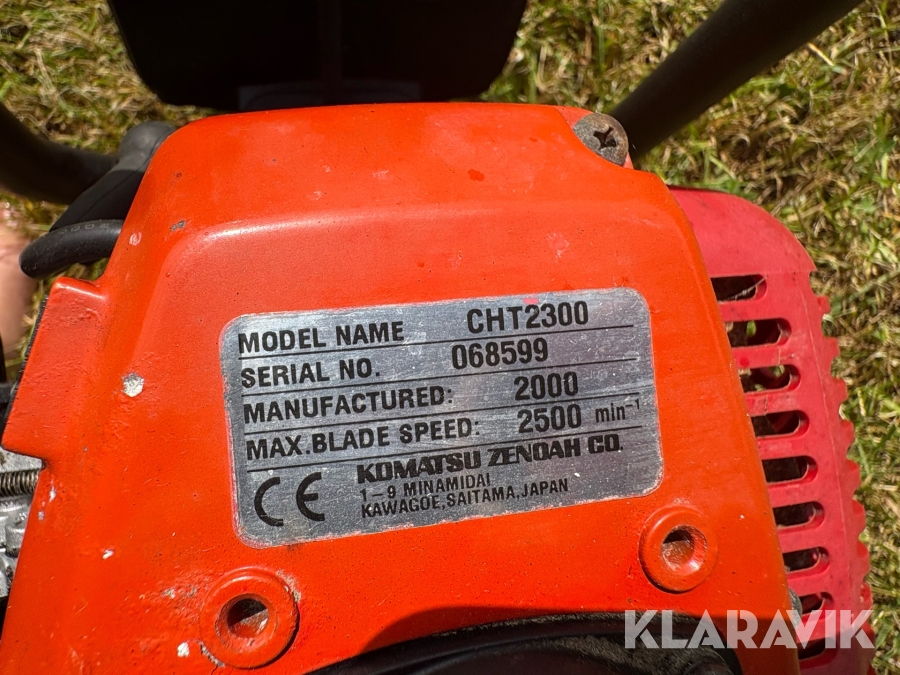 MODEL NAME CHT2300
SERIAL NO. 068599
MANUFACTURED: 2000
MAX.BLADE SPEED: 2500 min⁻¹
KOMATSU ZENOAH CO.
CE 1-9 MINAMIDAI
KAWAGOE,SAITAMA,JAPAN
KLARAVIK